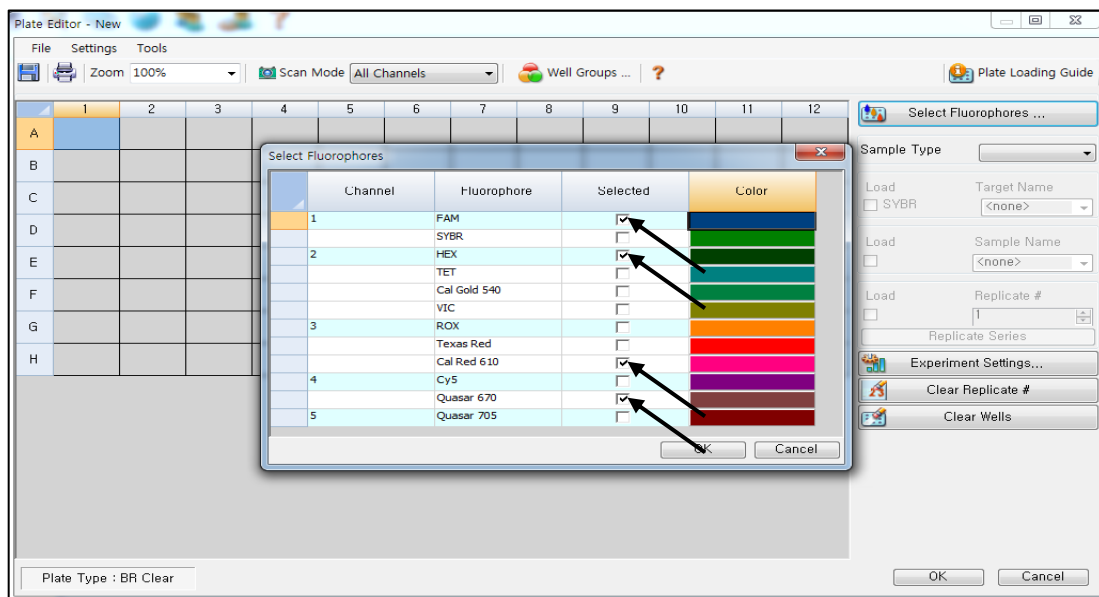 Plate Editor - New
File Settings Tools
Zoom 100% Scan Mode All Channels Well Groups ... ? Plate Loading Guide
1 2 3 4 5 6 7 8 9 10 11 12
A
B
C
D
E
F
G
H
Select Fluorophores
Channel Fluorophore Selected Color
1 FAM
SYBR
2 HEX
TET
Cal Gold 540
VIC
3 ROX
Texas Red
Cal Red 610
4 Cy5
Quasar 670
5 Quasar 705
OK Cancel
Select Fluorophores ...
Sample Type
Load Target Name
SYBR <none>
Load Sample Name
<none>
Load Replicate #
1
Replicate Series
Experiment Settings...
Clear Replicate #
Clear Wells
Plate Type : BR Clear
OK Cancel